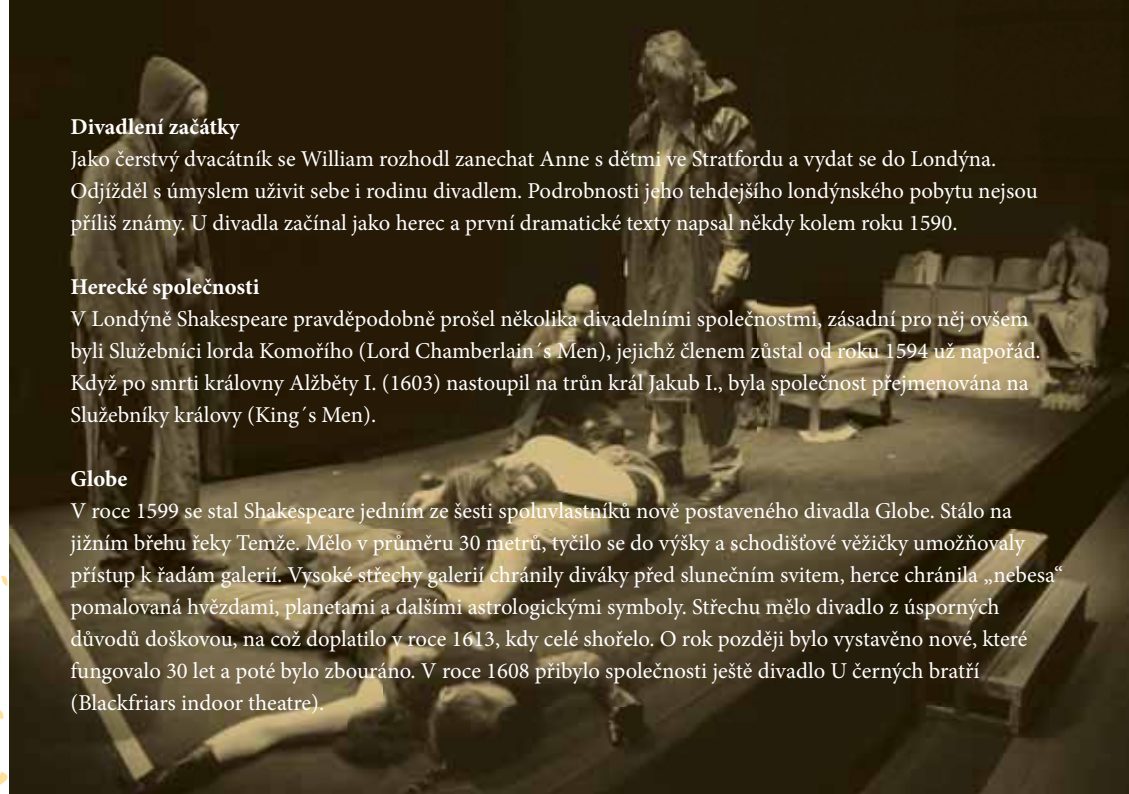 Divadlení začátky
Jako čerstvý dvacátník se William rozhodl zanechat Anne s dětmi ve Stratfordu a vydat se do Londýna.
Odjížděl s úmyslem uživit sebe i rodinu divadlem. Podrobnosti jeho tehdejšího londýnského pobytu nejsou
příliš známy. U divadla začínal jako herec a první dramatické texty napsal někdy kolem roku 1590.
Herecké společnosti
V Londýně Shakespeare pravděpodobně prošel několika divadelními společnostmi, zásadní pro něj ovšem
byli Služebníci lorda Komořího (Lord Chamberlain´s Men), jejichž členem zůstal od roku 1594 už napořád.
Když po smrti královny Alžběty I. (1603) nastoupil na trůn král Jakub I., byla společnost přejmenována na
Služebníky královy (King´s Men).
Globe
V roce 1599 se stal Shakespeare jedním ze šesti spoluvlastníků nově postaveného divadla Globe. Stálo na
jižním břehu řeky Temže. Mělo v průměru 30 metrů, tyčilo se do výšky a schodišťové věžičky umožňovaly
přístup k řadám galerií. Vysoké střechy galerií chránily diváky před slunečním svitem, herce chránila „nebesa“
pomalovaná hvězdami, planetami a dalšími astrologickými symboly. Střechu mělo divadlo z úsporných
důvodů doškovou, na což doplatilo v roce 1613, kdy celé shořelo. O rok později bylo vystavěno nové, které
fungovalo 30 let a poté bylo zbouráno. V roce 1608 přibylo společnosti ještě divadlo U černých bratří
(Blackfriars indoor theatre).